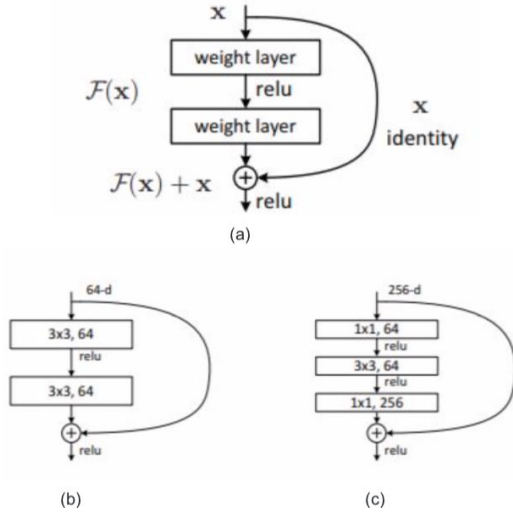 x
weight layer
F(x)
relu
weight layer
x
identity
F(x) + x
+
relu
(a)
64-d
3x3, 64
relu
3x3, 64
+
relu
(b)
256-d
1x1, 64
relu
3x3, 64
relu
1x1, 256
+
relu
(c)